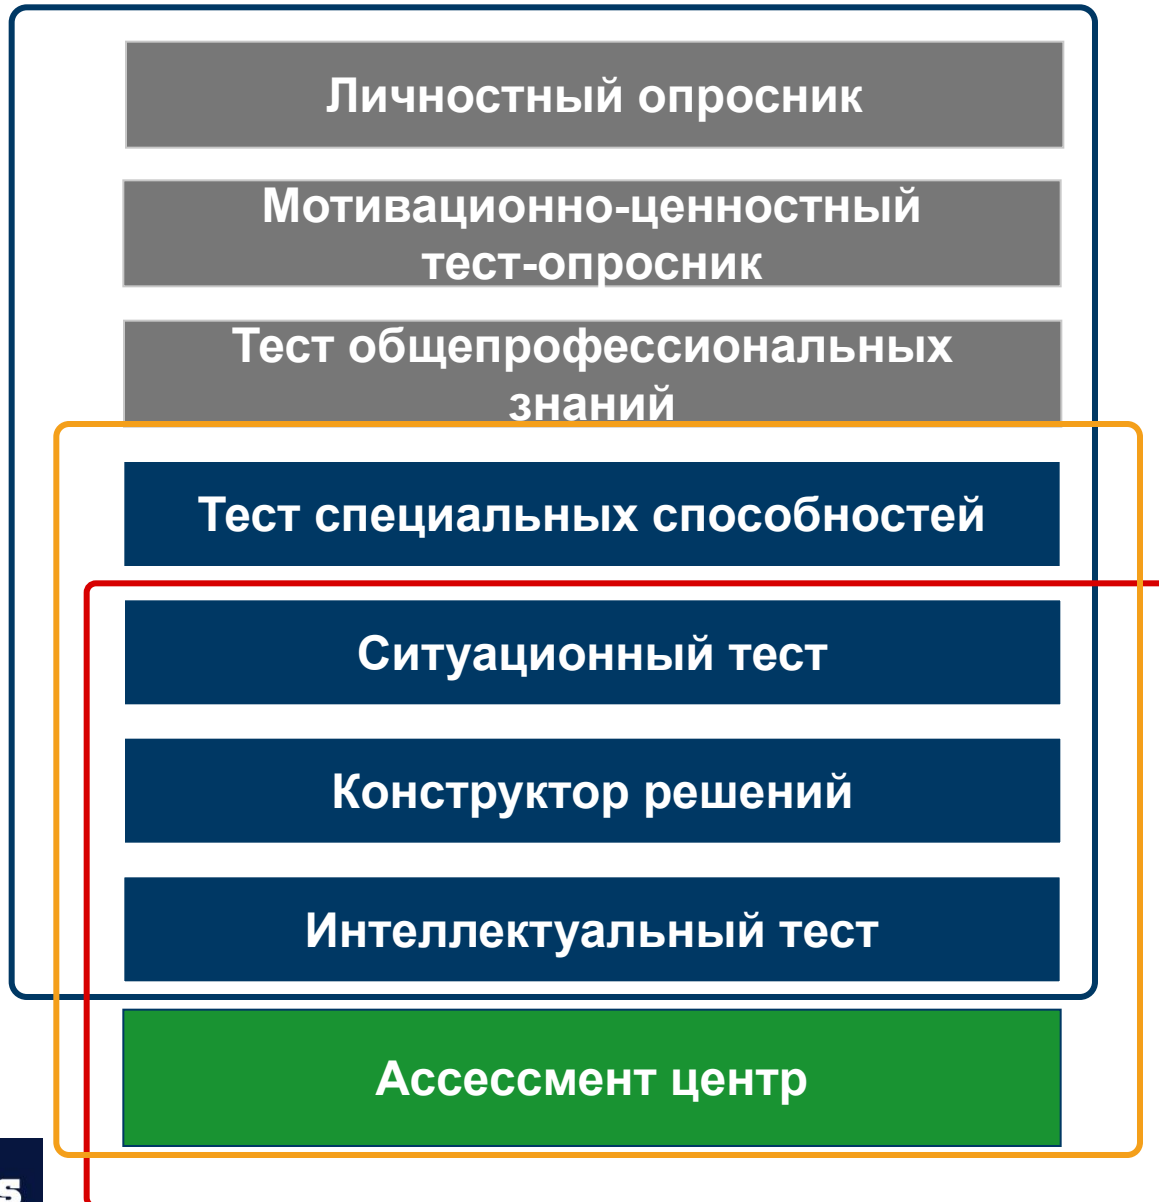 Личностный опросник
Мотивационно-ценностный
тест-опросник
Тест общепрофессиональных
знаний
Тест специальных способностей
Ситуационный тест
Конструктор решений
Интеллектуальный тест
Ассессмент центр
s